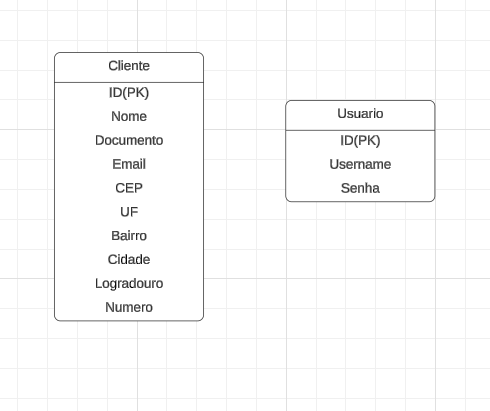 Cliente
ID(PK)
Nome
Documento
Email
CEP
UF
Bairro
Cidade
Logradouro
Numero
Usuario
ID(PK)
Username
Senha